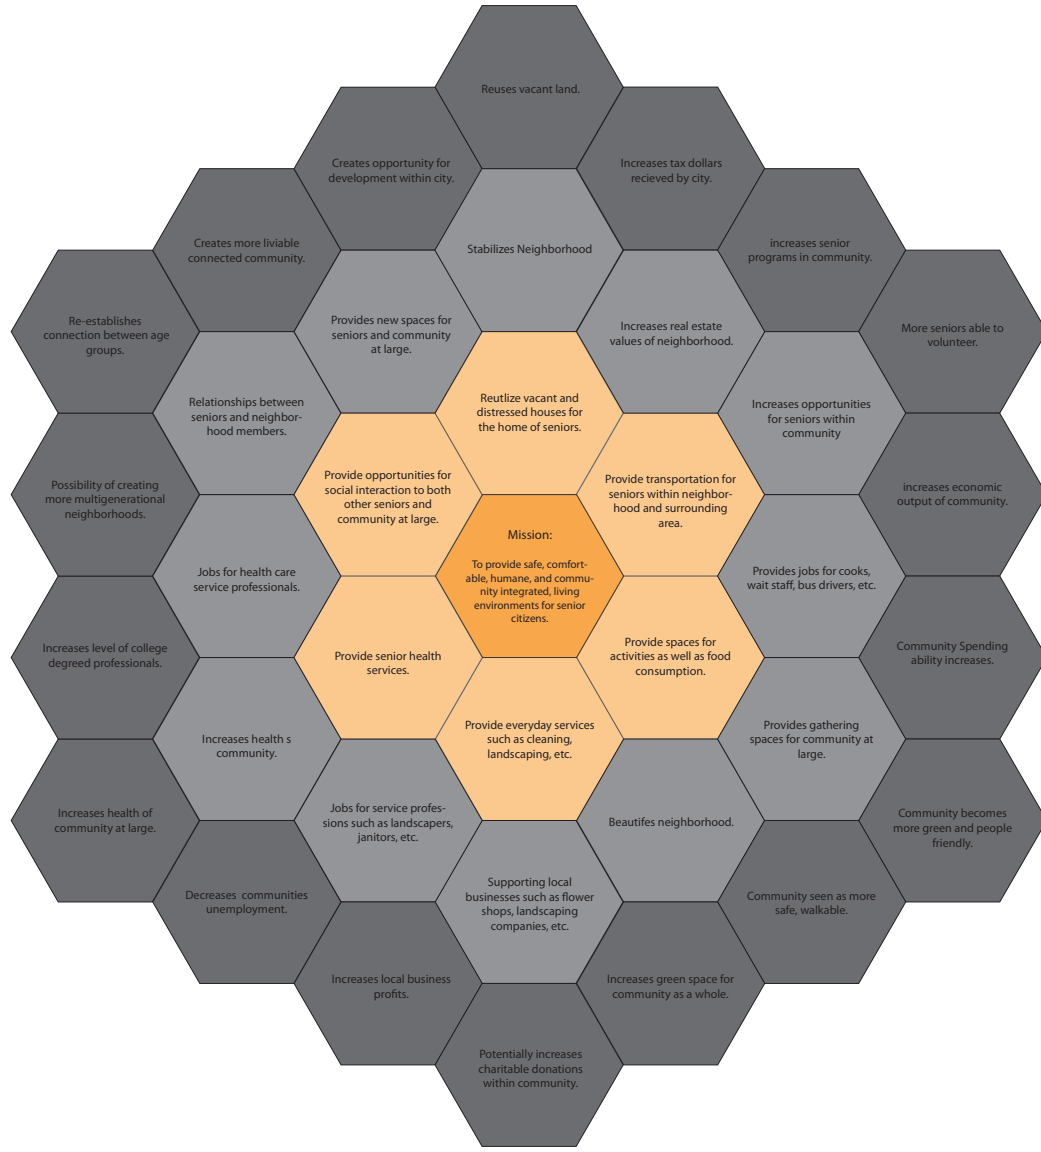 Reuses vacant land.
Creates opportunity for
development within city.
Increases tax dollars
recieved by city.
Creates more liviable
connected community.
Stabilizes Neighborhood
increases senior
programs in community.
Re-establishes
connection between age
groups.
Provides new spaces for
seniors and community
at large.
Increases real estate
values of neighborhood.
More seniors able to
volunteer.
Relationships between
seniors and neighbor-
hood members.
Reutlize vacant and
distressed houses for
the home of seniors.
Increases opportunities
for seniors within
community
Possibility of creating
more multigenerational
neighborhoods.
Provide opportunities for
social interaction to both
other seniors and
community at large.
Provide transportation for
seniors within neighbor-
hood and surrounding
area.
increases economic
output of community.
Jobs for health care
service professionals.
Mission:
To provide safe, comfort-
able, humane, and commu-
nity integrated, living
environments for senior
citizens.
Provides jobs for cooks,
wait staff, bus drivers, etc.
Increases level of college
degreed professionals.
Provide senior health
services.
Provide spaces for
activities as well as food
consumption.
Community Spending
ability increases.
Increases health s
community.
Provide everyday services
such as cleaning,
landscaping, etc.
Provides gathering
spaces for community at
large.
Increases health of
community at large.
Jobs for service profes-
sions such as landscapers,
janitors, etc.
Beautifes neighborhood.
Community becomes
more green and people
friendly.
Decreases communities
unemployment.
Supporting local
businesses such as flower
shops, landscaping
companies, etc.
Community seen as more
safe, walkable.
Increases local business
profits.
Increases green space for
community as a whole.
Potentially increases
charitable donations
within community.